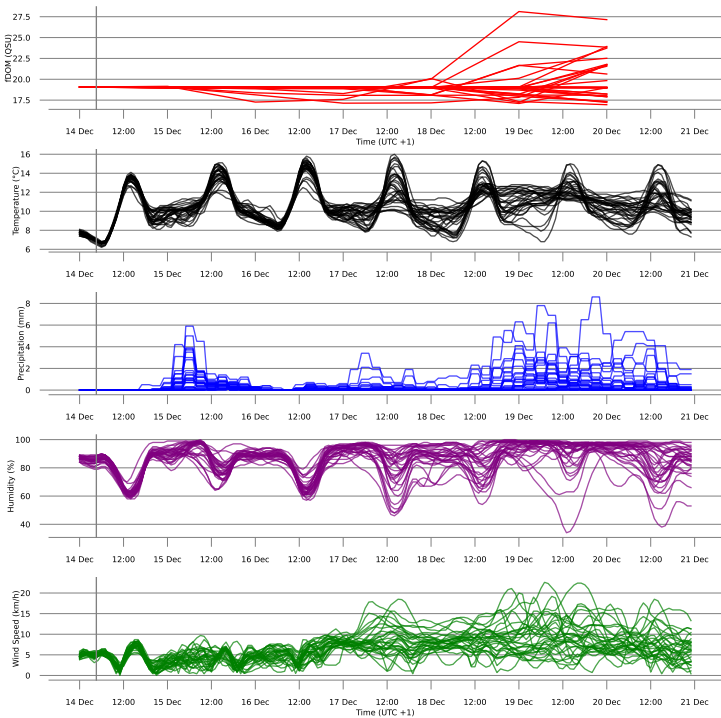 27.5
25.0
22.5
20.0
17.5
fDOM (QSU)
14 Dec 12:00 15 Dec 12:00 16 Dec 12:00 17 Dec 12:00 18 Dec 12:00 19 Dec 12:00 20 Dec 12:00 21 Dec
Time (UTC +1)
16
14
12
10
8
6
Temperature (°C)
14 Dec 12:00 15 Dec 12:00 16 Dec 12:00 17 Dec 12:00 18 Dec 12:00 19 Dec 12:00 20 Dec 12:00 21 Dec
8
6
4
2
0
Precipitation (mm)
14 Dec 12:00 15 Dec 12:00 16 Dec 12:00 17 Dec 12:00 18 Dec 12:00 19 Dec 12:00 20 Dec 12:00 21 Dec
100
80
60
40
Humidity (%)
14 Dec 12:00 15 Dec 12:00 16 Dec 12:00 17 Dec 12:00 18 Dec 12:00 19 Dec 12:00 20 Dec 12:00 21 Dec
20
15
10
5
0
Wind Speed (km/h)
14 Dec 12:00 15 Dec 12:00 16 Dec 12:00 17 Dec 12:00 18 Dec 12:00 19 Dec 12:00 20 Dec 12:00 21 Dec
Time (UTC +1)